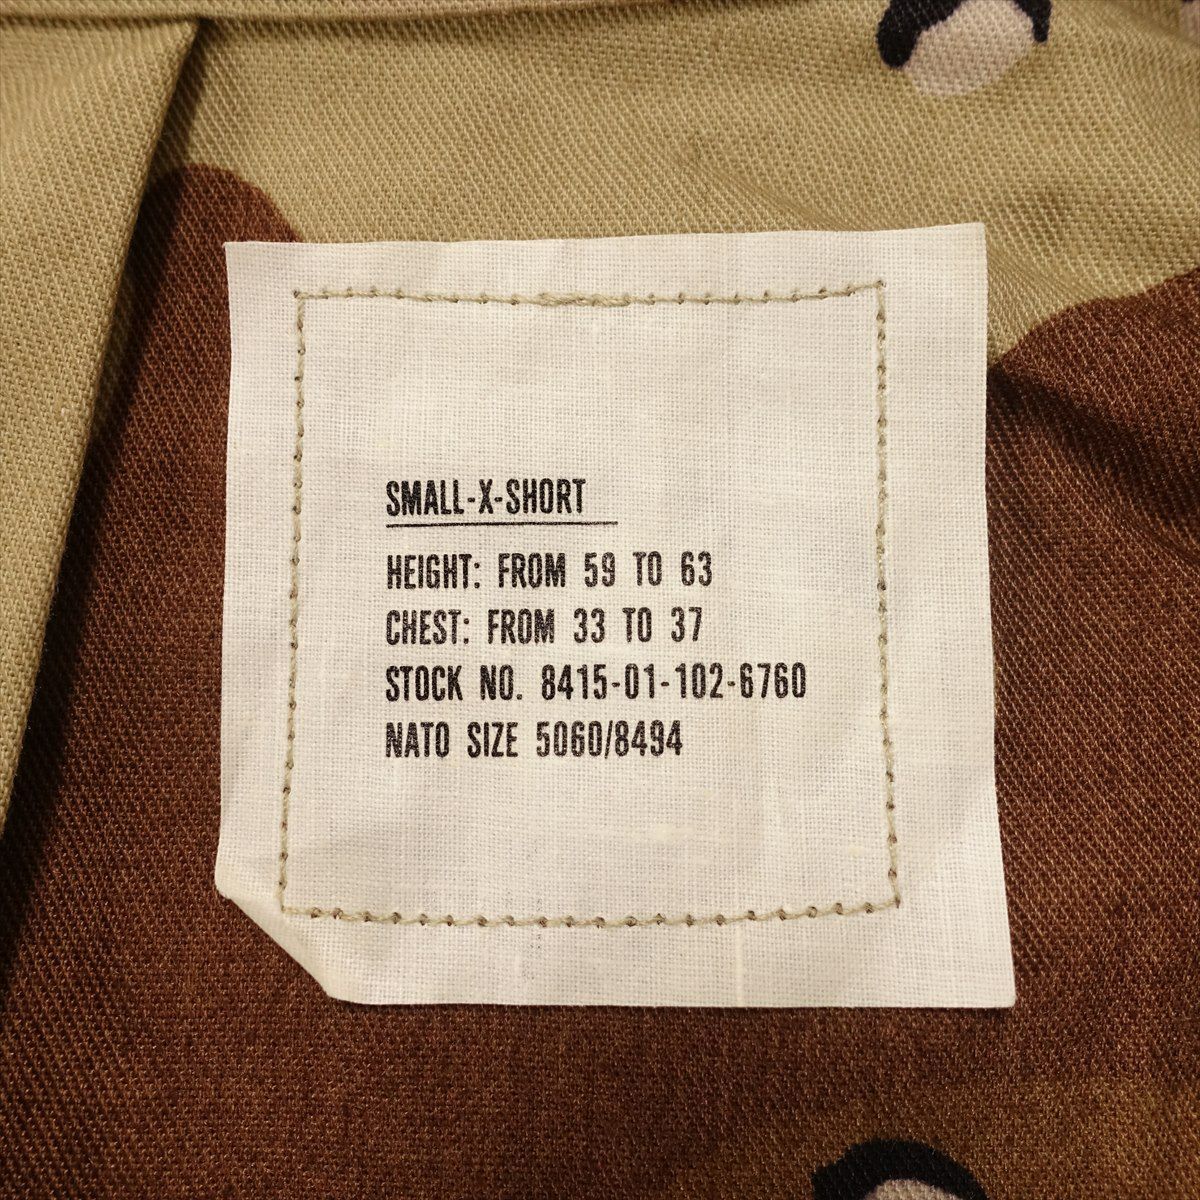 SMALL-X-SHORT
HEIGHT: FROM 59 TO 63
CHEST: FROM 33 TO 37
STOCK NO. 8415-01-102-6760
NATO SIZE 5060/8494